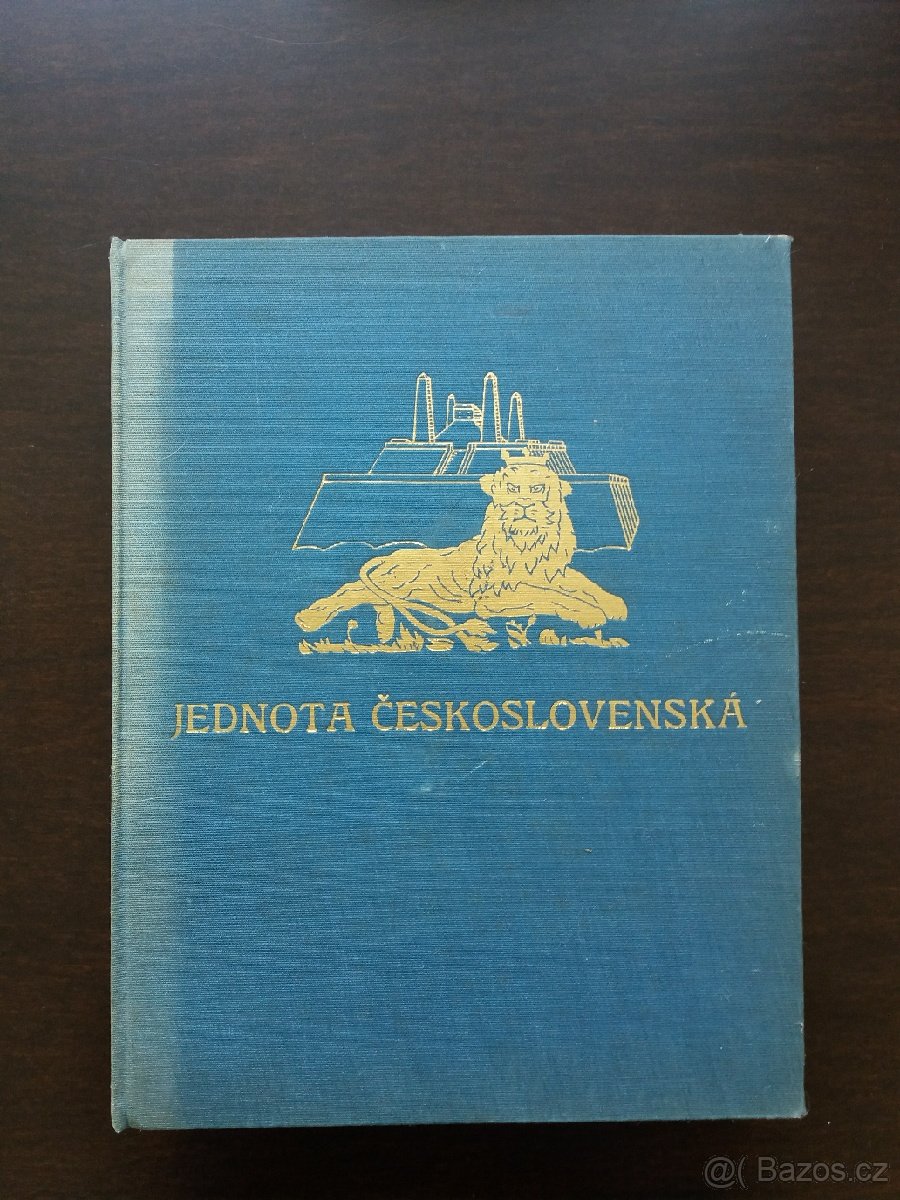 JEDNOTA ČESKOSLOVENSKÁ
@( Bazos.cz